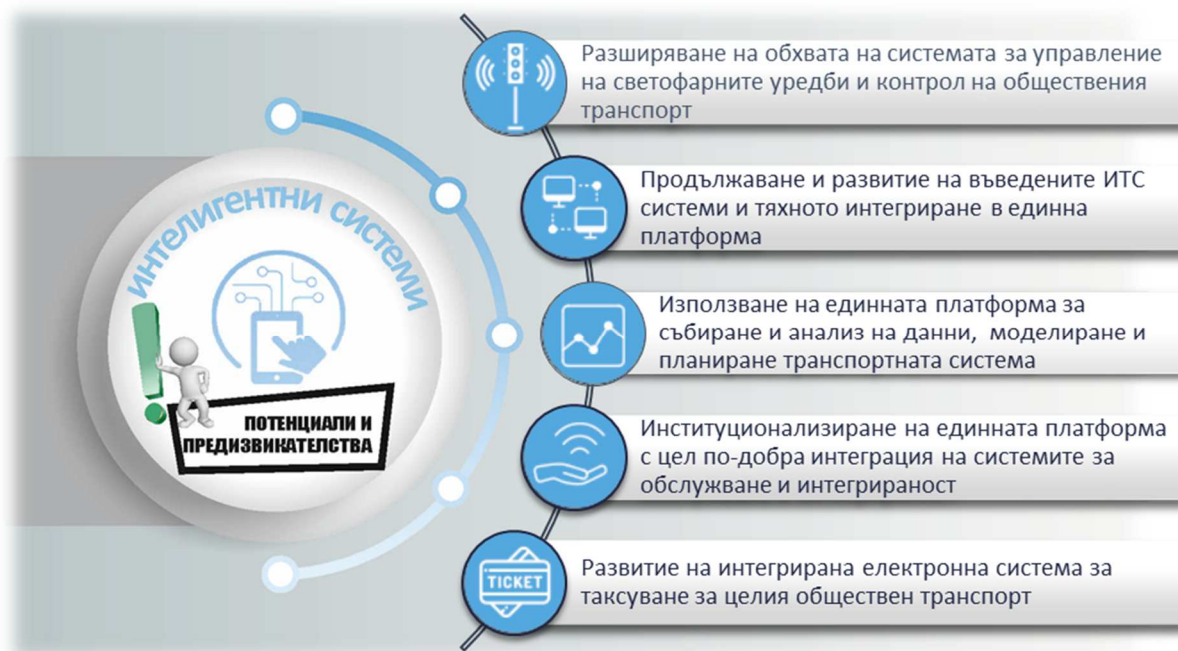 интелигентни системи
ПОТЕНЦИАЛИ И
ПРЕДИЗВИКАТЕЛСТВА
Разширяване на обхвата на системата за управление
на светофарните уредби и контрол на обществения
транспорт
Продължаване и развитие на въведените ИТС
системи и тяхното интегриране в единна
платформа
Използване на единната платформа за
събиране и анализ на данни, моделиране и
планиране транспортната система
Институционализиране на единната платформа
с цел по-добра интеграция на системите за
обслужване и интегрираност
TICKET
Развитие на интегрирана електронна система за
таксуване за целия обществен транспорт